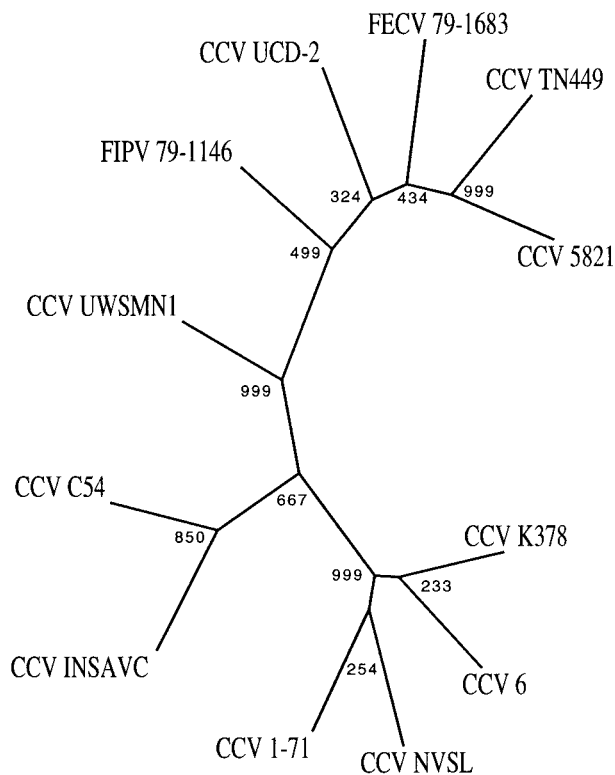 FECV 79-1683
CCV UCD-2
CCV TN449
FIPV 79-1146
324
434
999
499
CCV 5821
CCV UWSMN1
999
CCV C54
667
850
CCV K378
999
233
CCV INSAVC
254
CCV 6
CCV 1-71
CCV NVSL